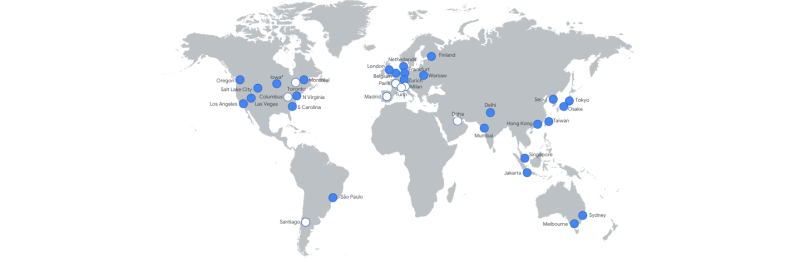 Finland
Netherlands
London
Frankfurt
Belgium
Warsaw
Zurich
Paris
Milan
Turin
Madrid
Oregon
Iowa*
Montréal
Salt Lake City
Toronto
Columbus
N Virginia
Los Angeles
Las Vegas
S Carolina
Doha
Delhi
Mumbai
Seoul
Tokyo
Osaka
Hong Kong
Taiwan
Singapore
Jakarta
São Paulo
Santiago
Sydney
Melbourne